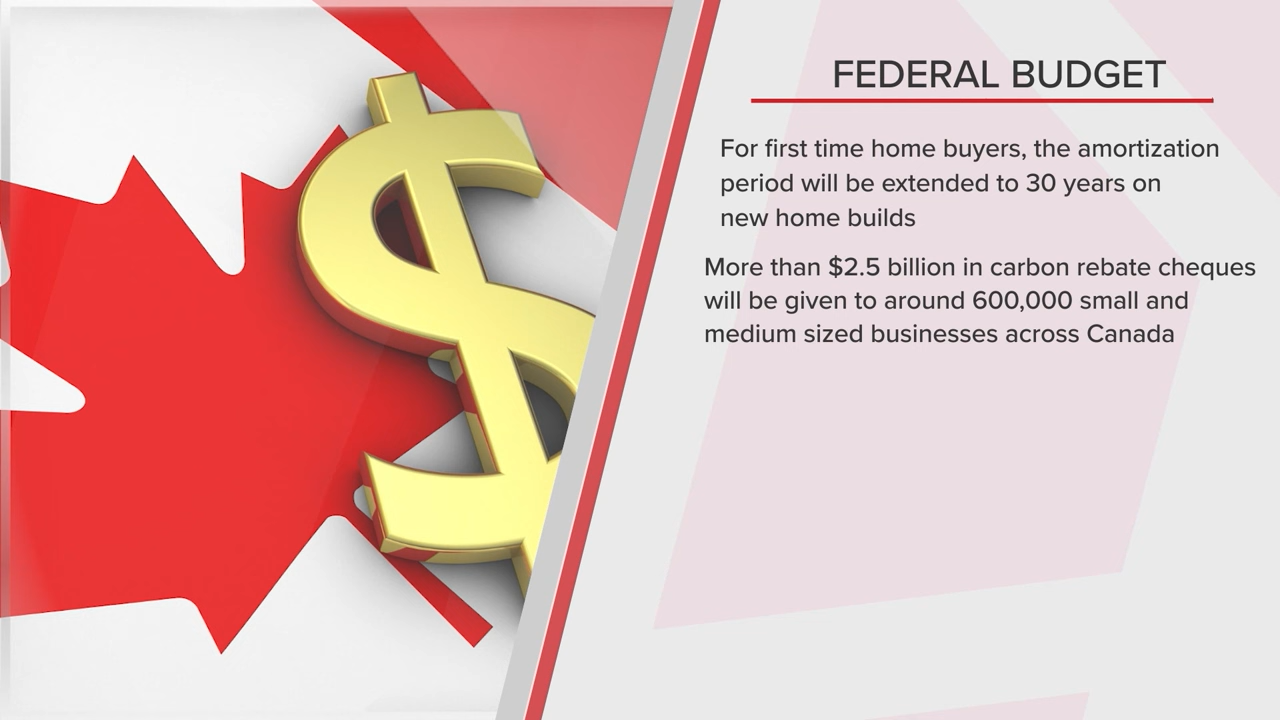 FEDERAL BUDGET
For first time home buyers, the amortization
period will be extended to 30 years on
new home builds
More than $2.5 billion in carbon rebate cheques
will be given to around 600,000 small and
medium sized businesses across Canada